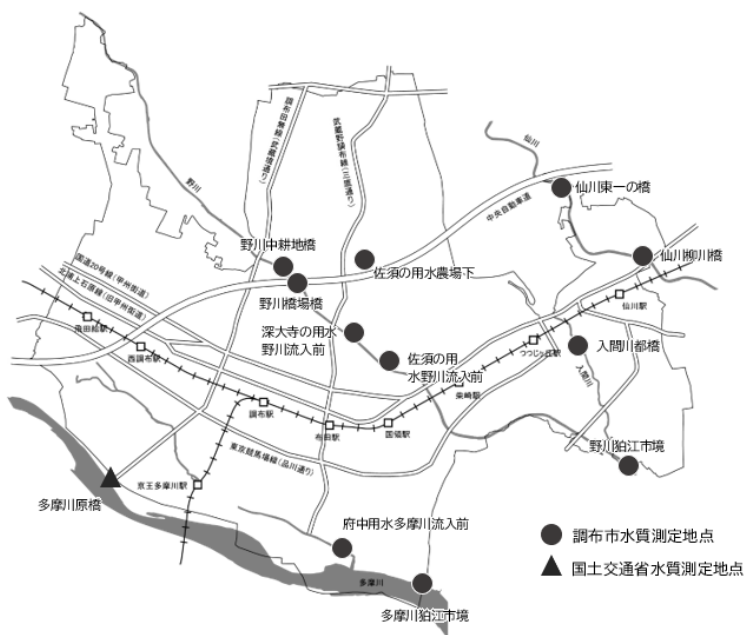 調布田無線(武蔵境通り)
武蔵野調布線(三鷹通り)
仙川
野川
中央自動車道
仙川東一の橋
野川中耕地橋
佐須の用水農場下
仙川柳川橋
国道20号線(甲州街道)
北浦上石原線(旧甲州街道)
野川橋場橋
仙川駅
飛田給駅
深大寺の用水
野川流入前
西調布駅
つつじヶ丘駅
入間川都橋
佐須の用
水野川流入前
入間川
柴崎駅
調布駅
布田駅
国領駅
東京競馬場線(品川通り)
野川狛江市境
京王多摩川駅
多摩川原橋
府中用水多摩川流入前
調布市水質測定地点
国土交通省水質測定地点
多摩川
多摩川狛江市境